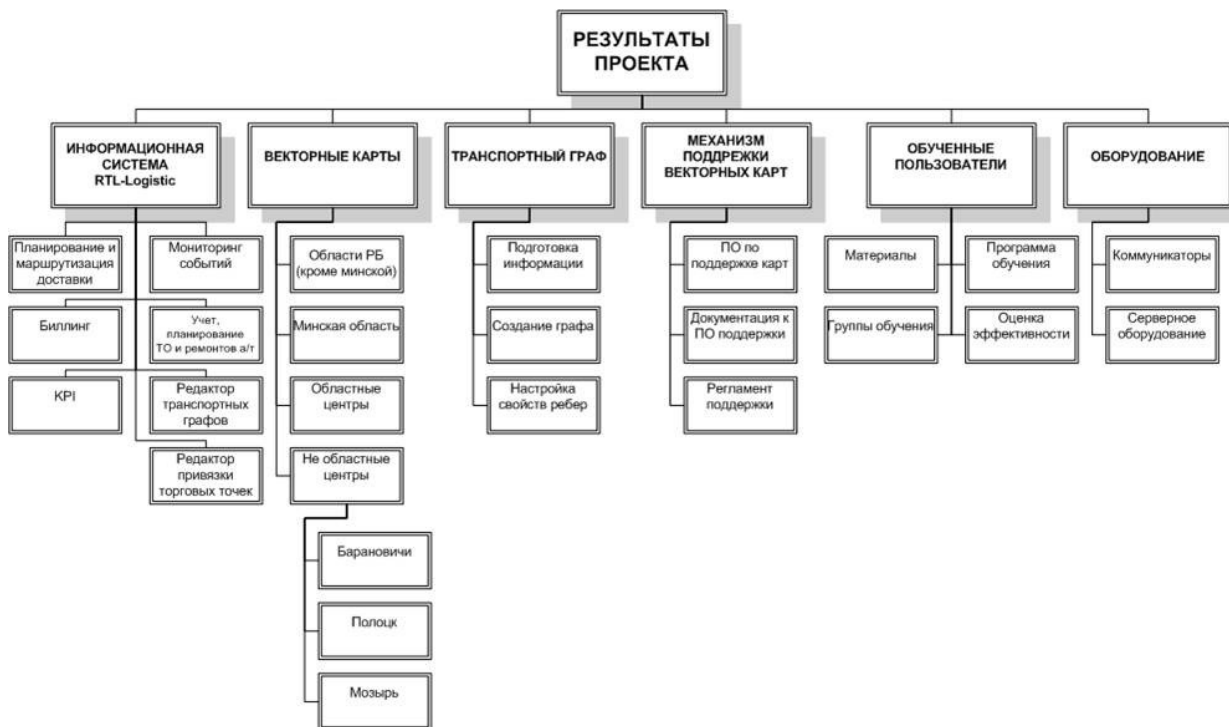 РЕЗУЛЬТАТЫ
ПРОЕКТА
ИНФОРМАЦИОННАЯ
СИСТЕМА
RTL-Logistic
ВЕКТОРНЫЕ КАРТЫ
ТРАНСПОРТНЫЙ ГРАФ
МЕХАНИЗМ
ПОДДРЕЖКИ
ВЕКТОРНЫХ КАРТ
ОБУЧЕННЫЕ
ПОЛЬЗОВАТЕЛИ
ОБОРУДОВАНИЕ
Планирование и
маршрутизация
доставки
Мониторинг
событий
Биллинг
Учет,
планирование
ТО и ремонтов а/т
KPI
Редактор
транспортных
графов
Редактор
привязки
торговых точек
Области РБ
(кроме минской)
Минская область
Областные
центры
Не областные
центры
Барановичи
Полоцк
Мозырь
Подготовка
информации
Создание графа
Настройка
свойств ребер
ПО по
поддержке карт
Документация к
ПО поддержки
Регламент
поддержки
Материалы
Программа
обучения
Группы обучения
Оценка
эффективности
Коммуникаторы
Серверное
оборудование